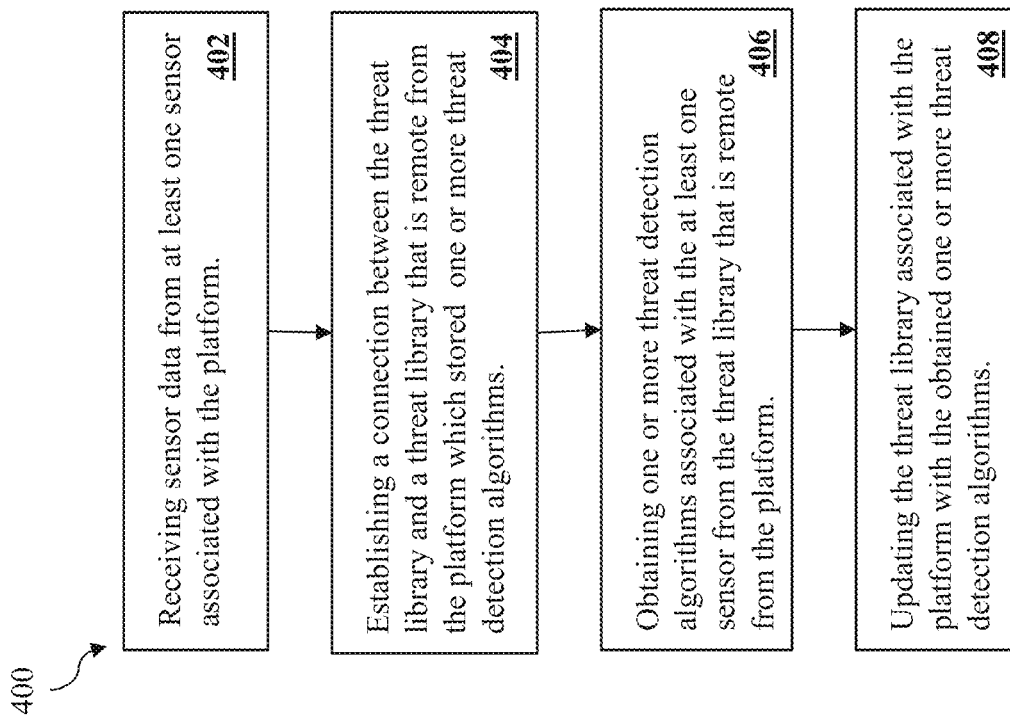 400
Receiving sensor data from at least one sensor
associated with the platform.
402
Establishing a connection between the threat
library and a threat library that is remote from
the platform which stored one or more threat
detection algorithms.
404
Obtaining one or more threat detection
algorithms associated with the at least one
sensor from the threat library that is remote
from the platform.
406
Updating the threat library associated with the
platform with the obtained one or more threat
detection algorithms.
408